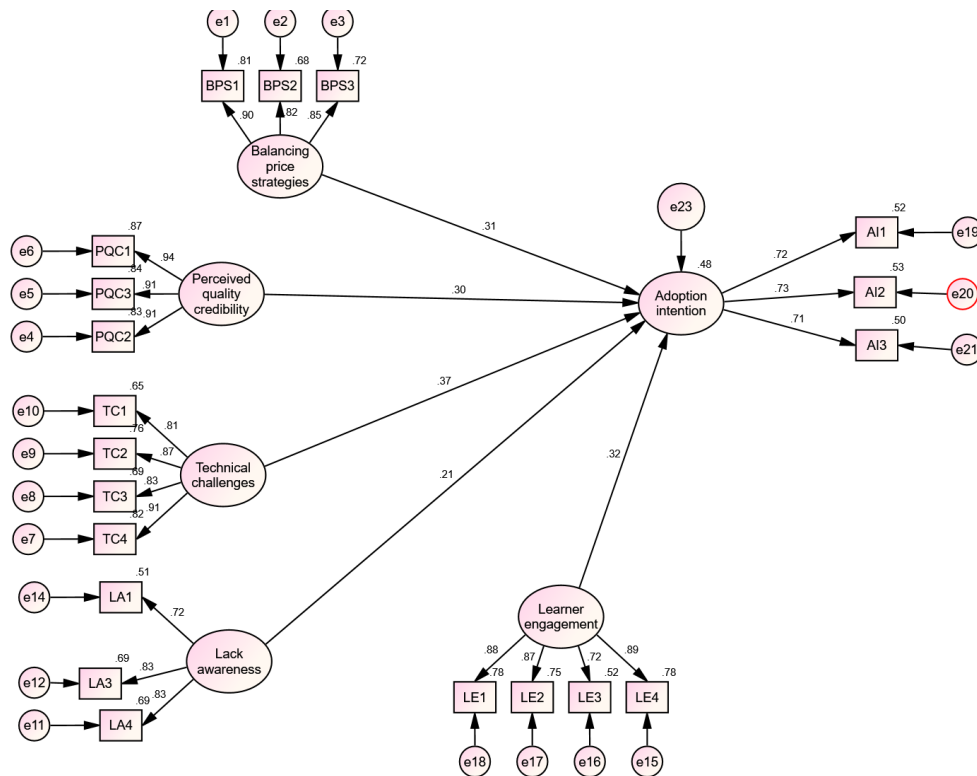 e1
e2
e3
.81
.68
.72
BPS1
BPS2
BPS3
.90
.82
.85
Balancing
price
strategies
.31
e6
.87
PQC1
.94
e5
.84
PQC3
.91
e4
.83
PQC2
.91
Perceived
quality
credibility
.30
e23
.48
Adoption
intention
.72
.52
AI1
e19
.73
.53
AI2
e20
.71
.50
AI3
e21
e10
.65
TC1
.81
e9
.76
TC2
.87
e8
.69
TC3
.83
e7
.82
TC4
.91
Technical
challenges
.37
e14
.51
LA1
.72
e12
.69
LA3
.83
e11
.69
LA4
.83
Lack
awareness
.21
.32
Learner
engagement
.88
.87
.72
.89
.78
.75
.52
.78
LE1
LE2
LE3
LE4
e18
e17
e16
e15